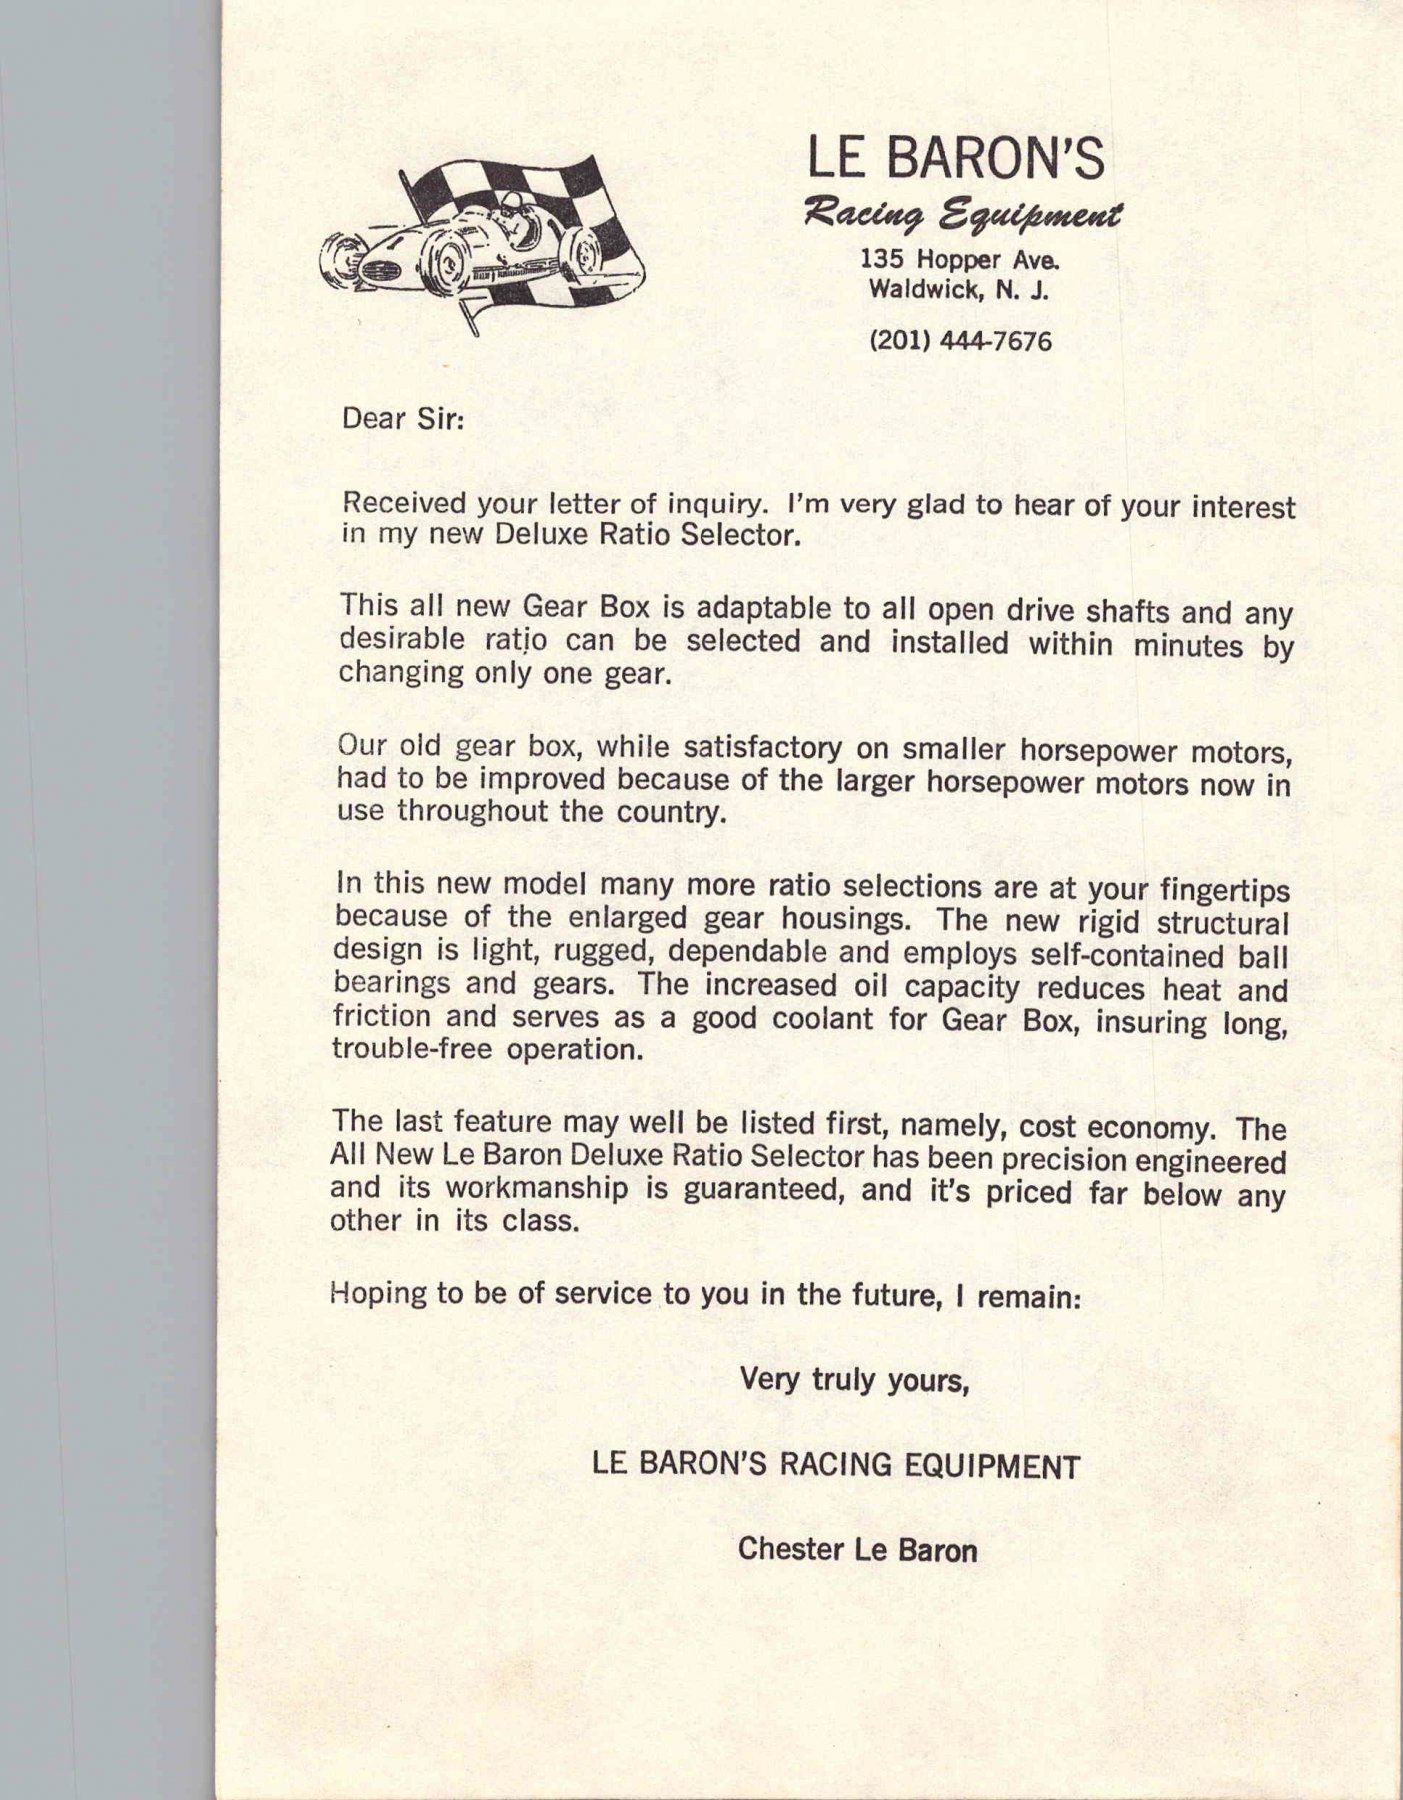 LE BARON'S
Racing Equipment
135 Hopper Ave.
Waldwick, N. J.
(201) 444-7676
Dear Sir:
Received your letter of inquiry. I'm very glad to hear of your interest
in my new Deluxe Ratio Selector.
This all new Gear Box is adaptable to all open drive shafts and any
desirable ratio can be selected and installed within minutes by
changing only one gear.
Our old gear box, while satisfactory on smaller horsepower motors,
had to be improved because of the larger horsepower motors now in
use throughout the country.
In this new model many more ratio selections are at your fingertips
because of the enlarged gear housings. The new rigid structural
design is light, rugged, dependable and employs self-contained ball
bearings and gears. The increased oil capacity reduces heat and
friction and serves as a good coolant for Gear Box, insuring long,
trouble-free operation.
The last feature may well be listed first, namely, cost economy. The
All New Le Baron Deluxe Ratio Selector has been precision engineered
and its workmanship is guaranteed, and it's priced far below any
other in its class.
Hoping to be of service to you in the future, I remain:
Very truly yours,
LE BARON'S RACING EQUIPMENT
Chester Le Baron